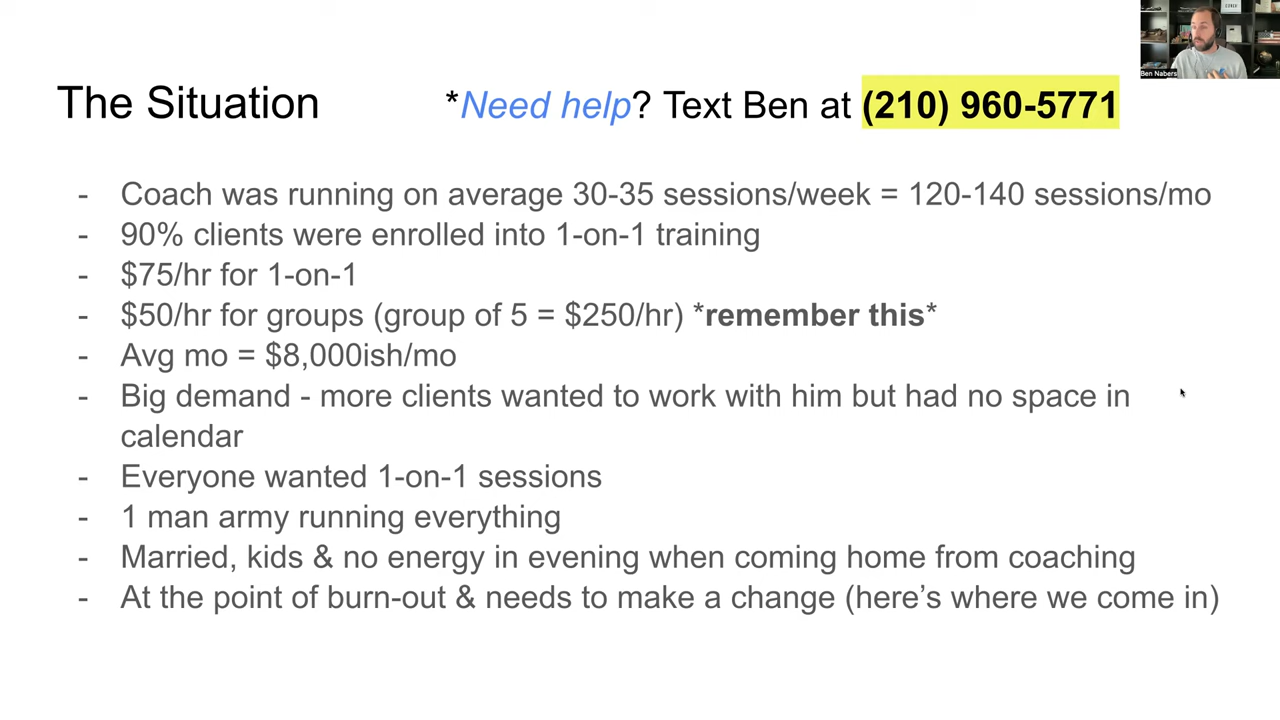 Ben Nabers
The Situation
*Need help? Text Ben at (210) 960-5771
- Coach was running on average 30-35 sessions/week = 120-140 sessions/mo
- 90% clients were enrolled into 1-on-1 training
- $75/hr for 1-on-1
- $50/hr for groups (group of 5 = $250/hr) *remember this*
- Avg mo = $8,000ish/mo
- Big demand - more clients wanted to work with him but had no space in
calendar
- Everyone wanted 1-on-1 sessions
- 1 man army running everything
- Married, kids & no energy in evening when coming home from coaching
- At the point of burn-out & needs to make a change (here's where we come in)